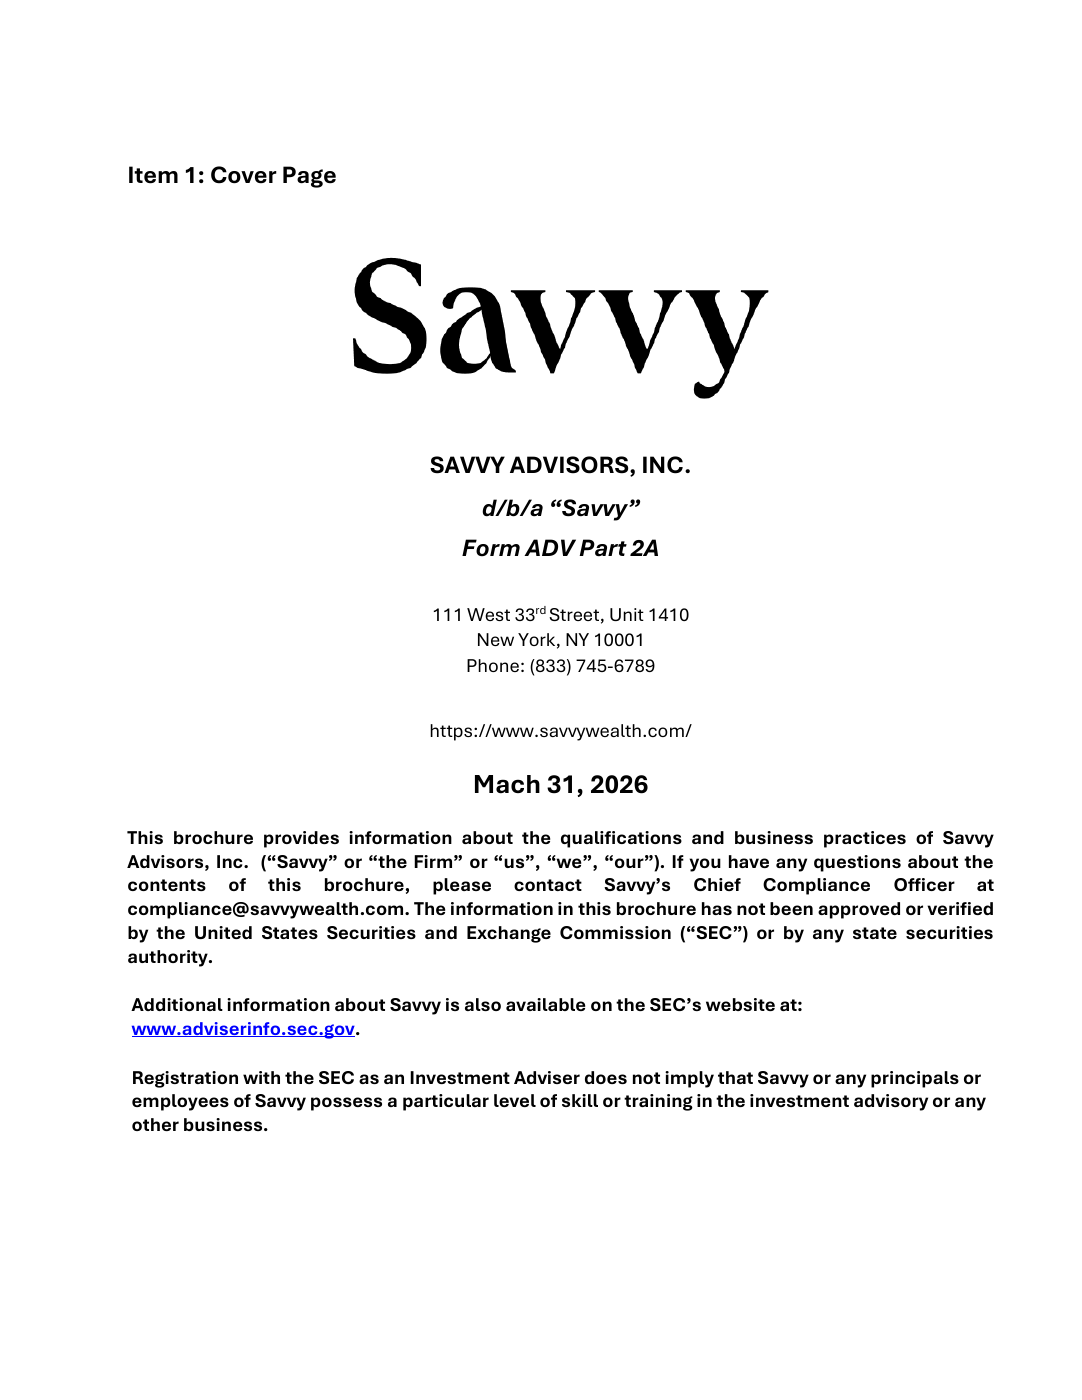 Item 1: Cover Page
Savvy
SAVVY ADVISORS, INC.
d/b/a “Savvy”
Form ADV Part 2A
111 West 33rd Street, Unit 1410
New York, NY 10001
Phone: (833) 745-6789
https://www.savvywealth.com/
Mach 31, 2026
This brochure provides information about the qualifications and business practices of Savvy
Advisors, Inc. (“Savvy” or “the Firm” or “us”, “we”, “our”). If you have any questions about the
contents of this brochure, please contact Savvy’s Chief Compliance Officer at
compliance@savvywealth.com. The information in this brochure has not been approved or verified
by the United States Securities and Exchange Commission (“SEC”) or by any state securities
authority.
Additional information about Savvy is also available on the SEC’s website at:
www.adviserinfo.sec.gov.
Registration with the SEC as an Investment Adviser does not imply that Savvy or any principals or
employees of Savvy possess a particular level of skill or training in the investment advisory or any
other business.